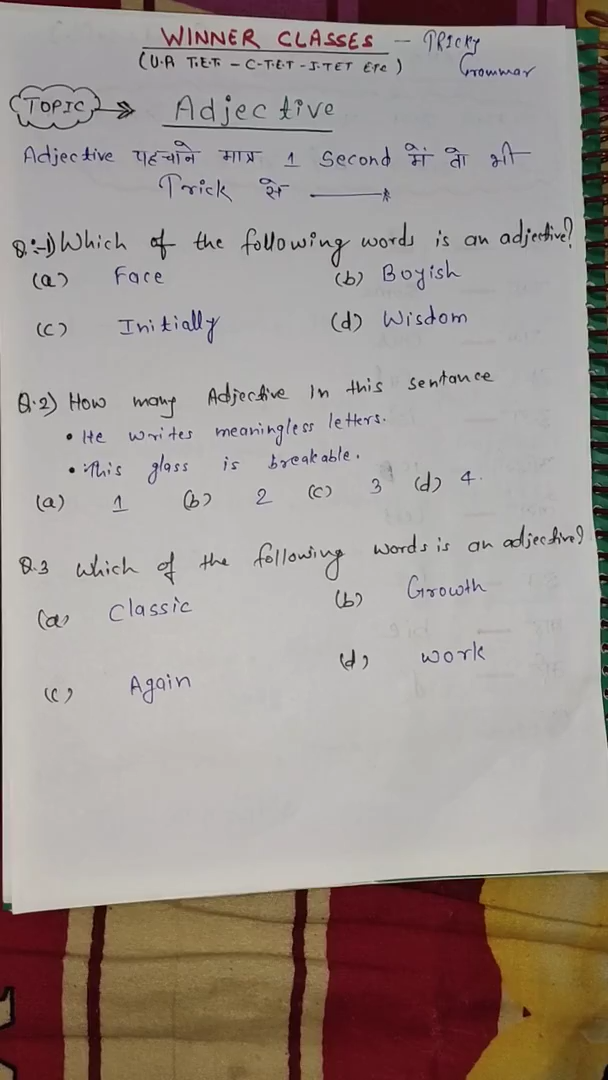 WINNER CLASSES - TRICKY
(U.P T.E.T - C-T.E.T - S-TET Etc) Grammar
TOPIC Adjective
Adjective पहचाने मात्र 1 Second में वो भी
Trick से
Q:-1) Which of the following words is an adjective?
(a) Face (b) Boyish
(c) Initially (d) Wisdom
Q.2) How many Adjective In this sentence
• He writes meaningless letters.
• This glass is breakable.
(a) 1 (b) 2 (c) 3 (d) 4.
Q.3 Which of the following words is an adjective?
(a) Classic (b) Growth
(c) Again (d) work